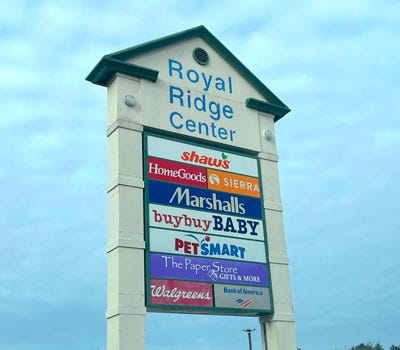 Royal
Ridge
Center
Shaw's
HomeGoods
SIERRA
Marshalls
buybuy BABY
PETSMART
The Paper Store
GIFTS & MORE
Walgreens
Bank of America